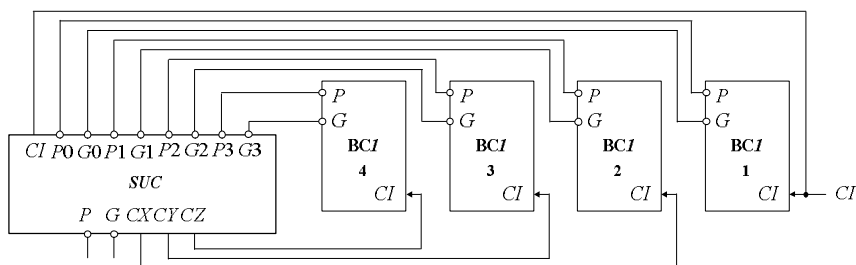 P
G
BC1
4
CI
P
G
BC1
3
CI
P
G
BC1
2
CI
P
G
BC1
1
CI
CI
CI P0 G0 P1 G1 P2 G2 P3 G3
SUC
P G CX CY CZ